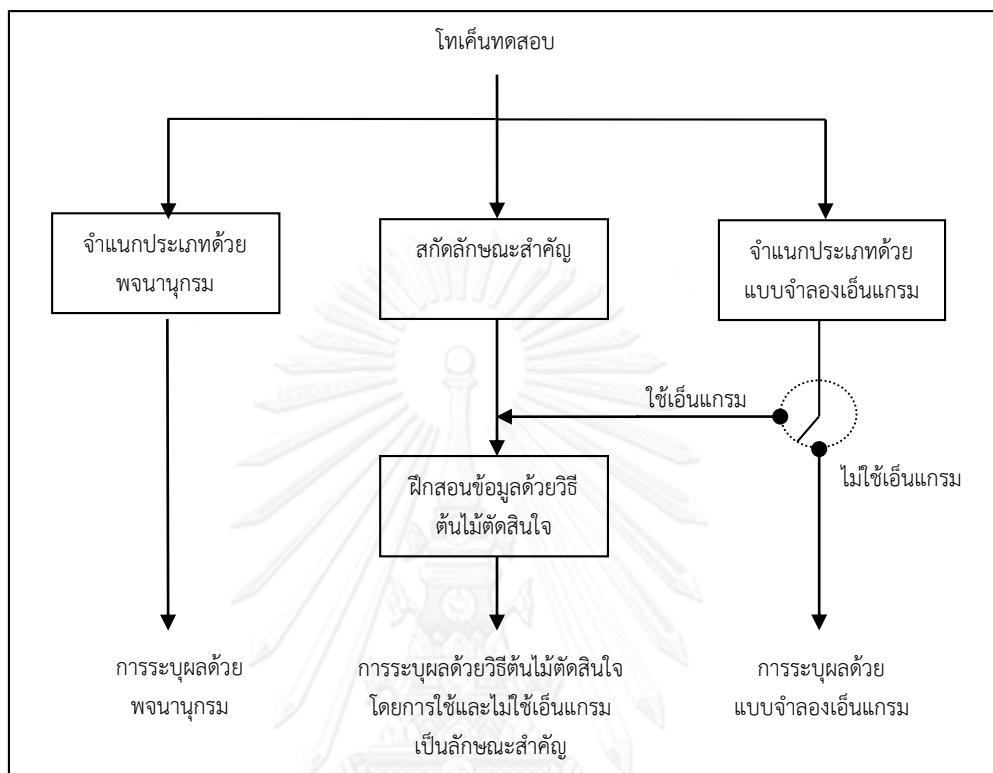 โทเค็นทดสอบ
จำแนกประเภทด้วย
พจนานุกรม
สกัดลักษณะสำคัญ
จำแนกประเภทด้วย
แบบจำลองเอ็นแกรม
ใช้เอ็นแกรม
ไม่ใช้เอ็นแกรม
ฝึกสอนข้อมูลด้วยวิธี
ต้นไม้ตัดสินใจ
การระบุผลด้วย
พจนานุกรม
การระบุผลด้วยวิธีต้นไม้ตัดสินใจ
โดยการใช้และไม่ใช้เอ็นแกรม
เป็นลักษณะสำคัญ
การระบุผลด้วย
แบบจำลองเอ็นแกรม